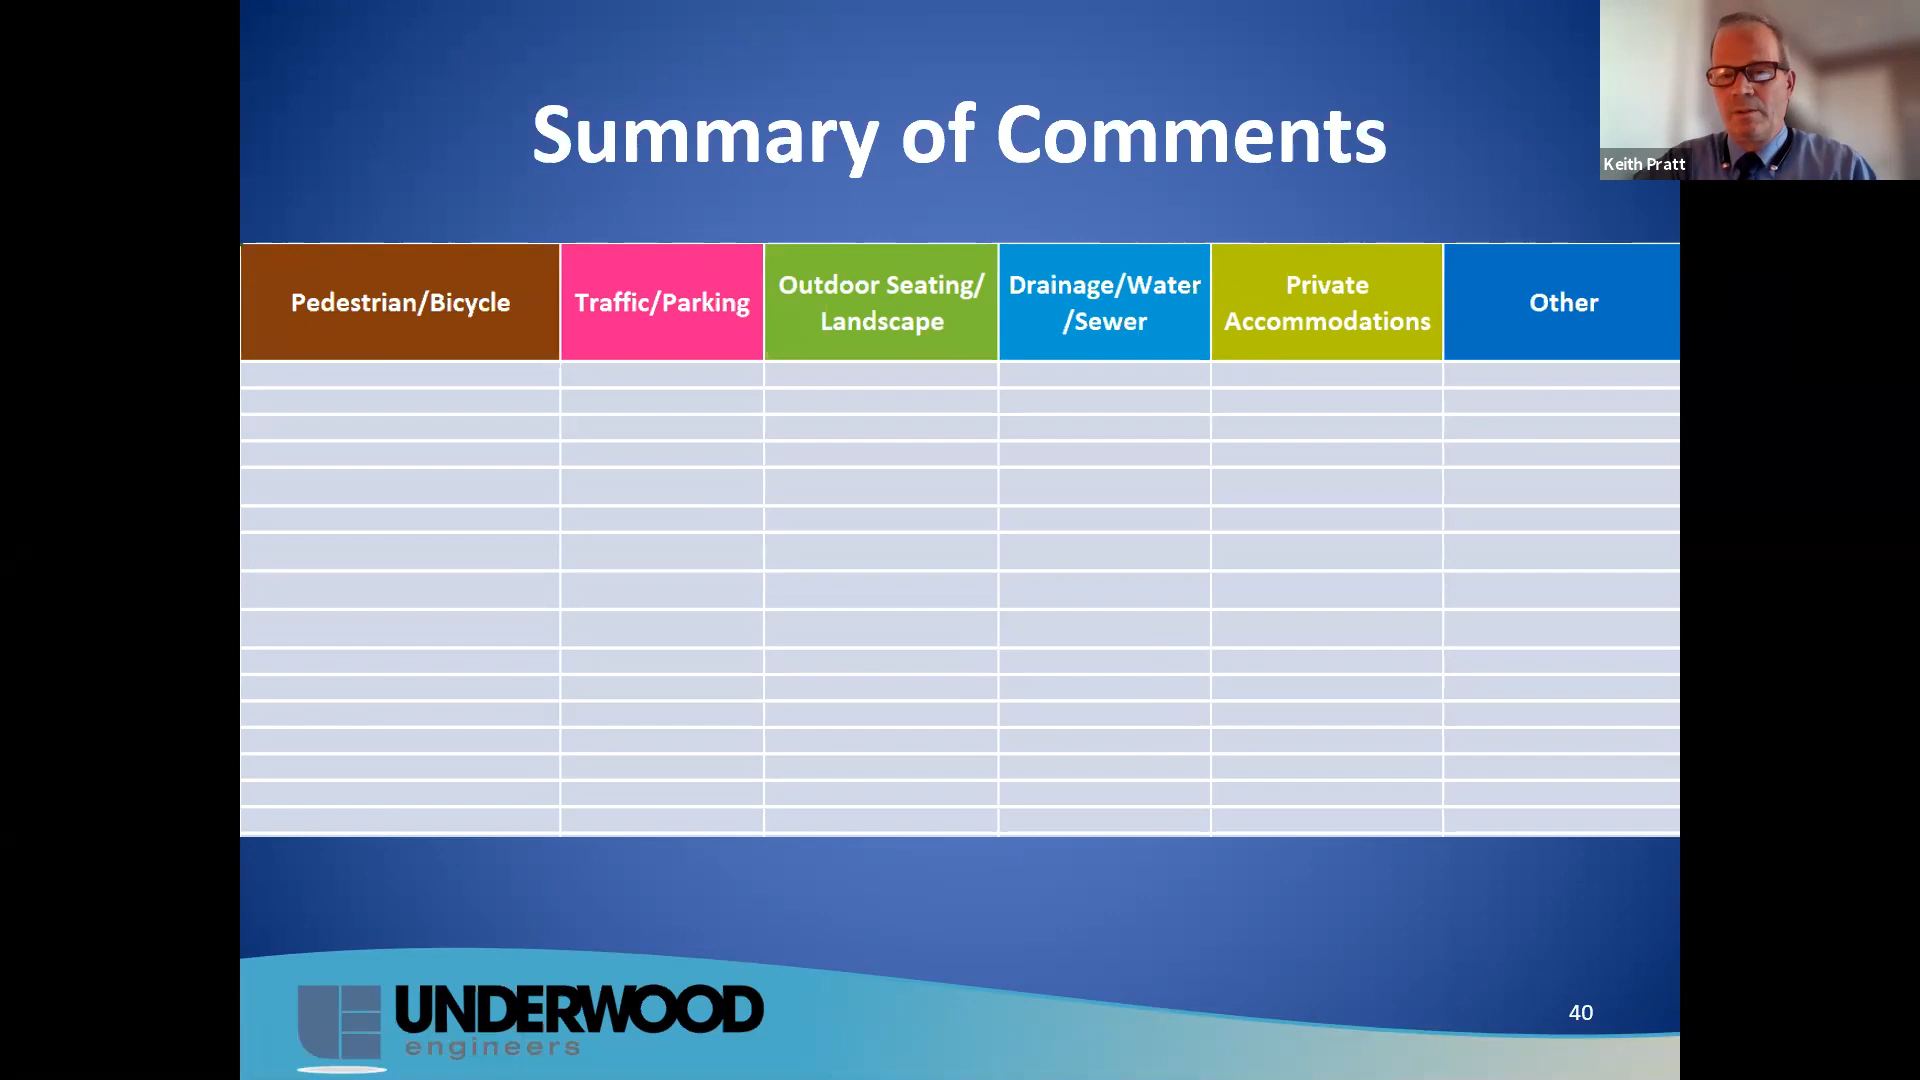 Summary of Comments
Keith Pratt
Pedestrian/Bicycle
Traffic/Parking
Outdoor Seating/
Landscape
Drainage/Water
/Sewer
Private
Accommodations
Other
UNDERWOOD
engineers
40